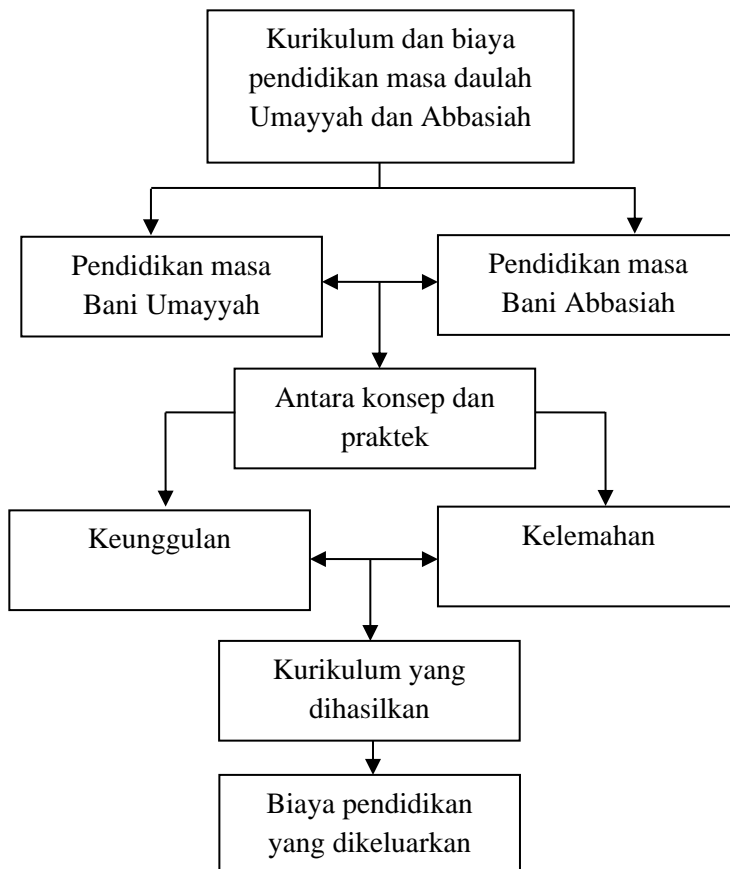 Kurikulum dan biaya
pendidikan masa daulah
Umayyah dan Abbasiah
Pendidikan masa
Bani Umayyah
Pendidikan masa
Bani Abbasiah
Antara konsep dan
praktek
Keunggulan
Kelemahan
Kurikulum yang
dihasilkan
Biaya pendidikan
yang dikeluarkan